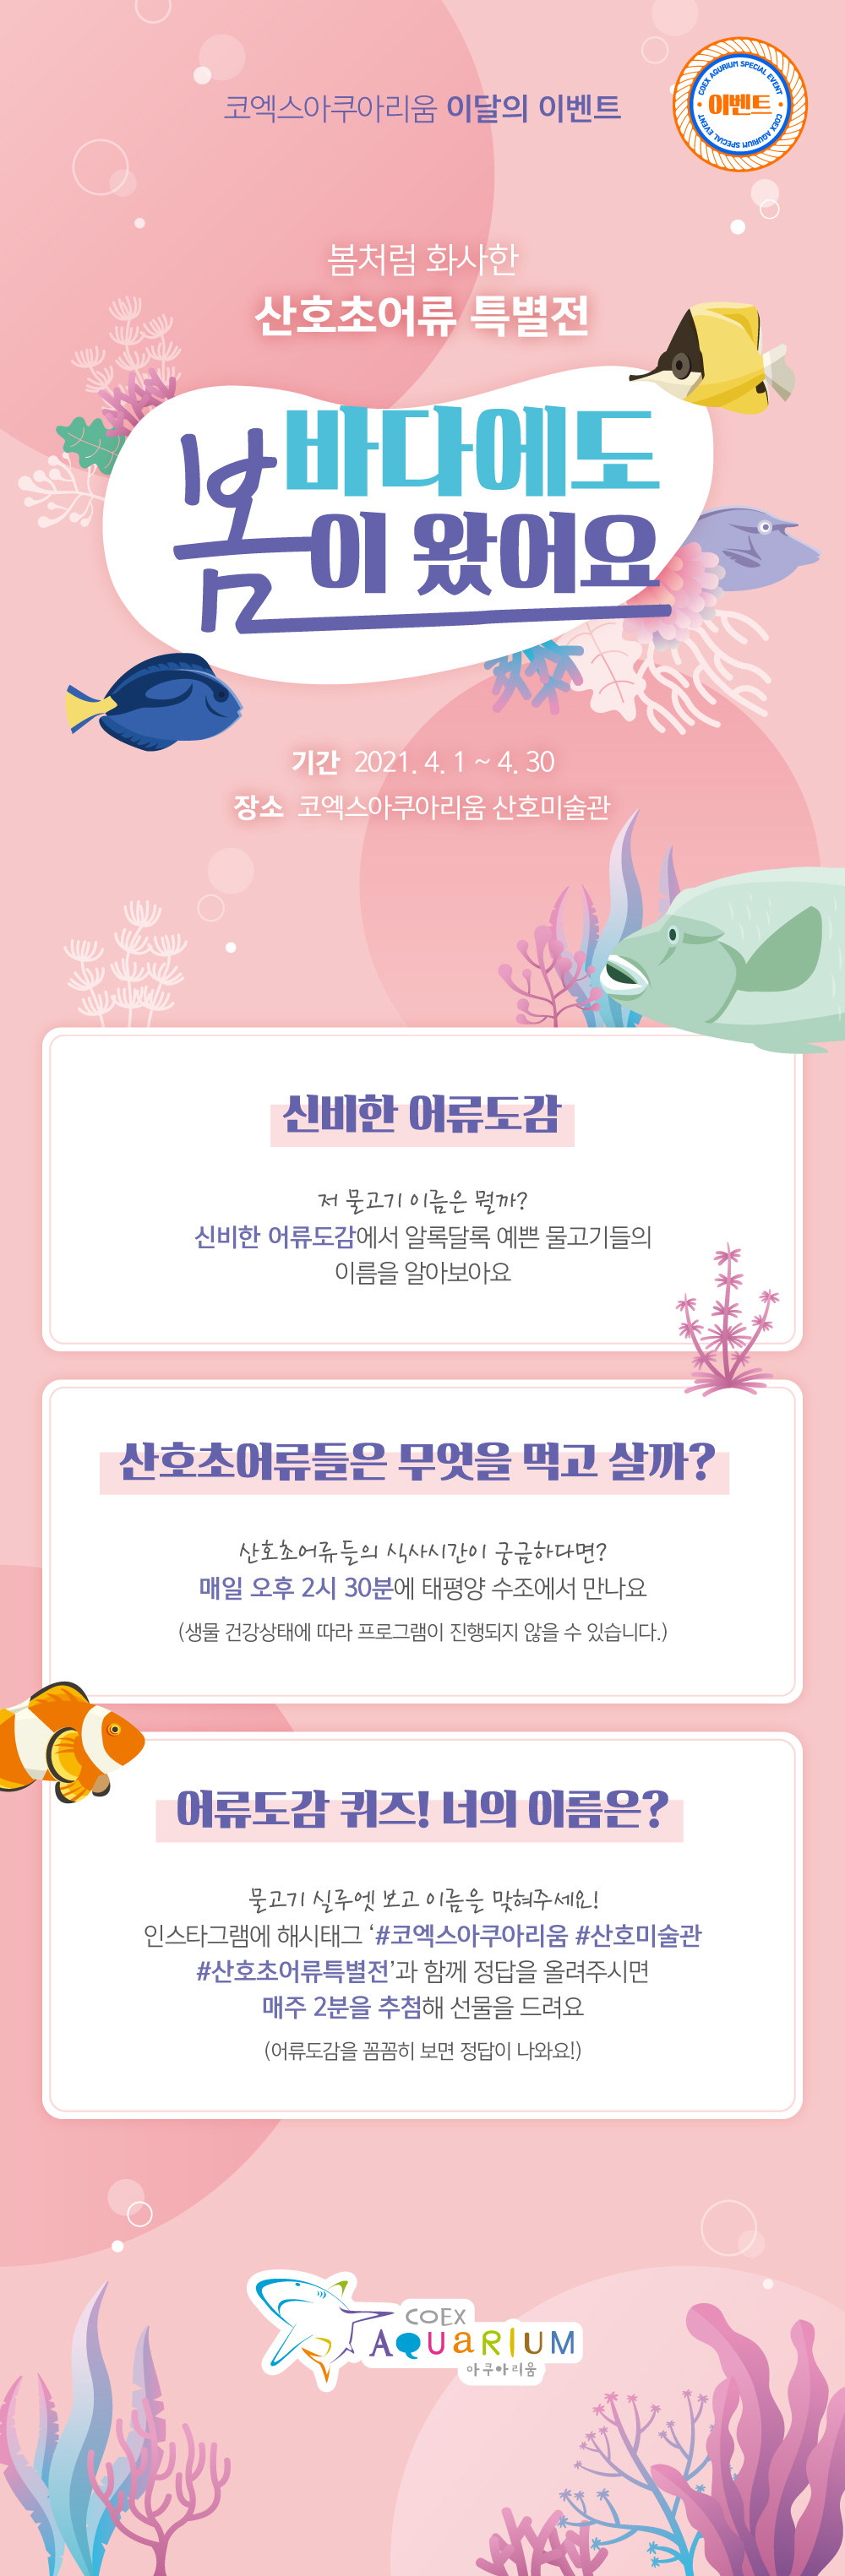 코엑스아쿠아리움 이달의 이벤트
COEX AQURIUM SPECIAL EVENT
이벤트
COEX AQURIUM SPECIAL EVENT
봄처럼 화사한
산호초어류 특별전
바다에도
봄이 왔어요
기간 2021. 4. 1 ~ 4. 30
장소 코엑스아쿠아리움 산호미술관
신비한 어류도감
저 물고기 이름은 뭘까?
신비한 어류도감에서 알록달록 예쁜 물고기들의
이름을 알아보아요
산호초어류들은 무엇을 먹고 살까?
산호초어류들의 식사시간이 궁금하다면?
매일 오후 2시 30분에 태평양 수조에서 만나요
(생물 건강상태에 따라 프로그램이 진행되지 않을 수 있습니다.)
어류도감 퀴즈! 너의 이름은?
물고기 실루엣 보고 이름을 맞혀주세요!
인스타그램에 해시태그 ‘#코엑스아쿠아리움 #산호미술관
#산호초어류특별전’과 함께 정답을 올려주시면
매주 2분을 추첨해 선물을 드려요
(어류도감을 꼼꼼히 보면 정답이 나와요!)
COEX
AQUARIUM
아쿠아리움